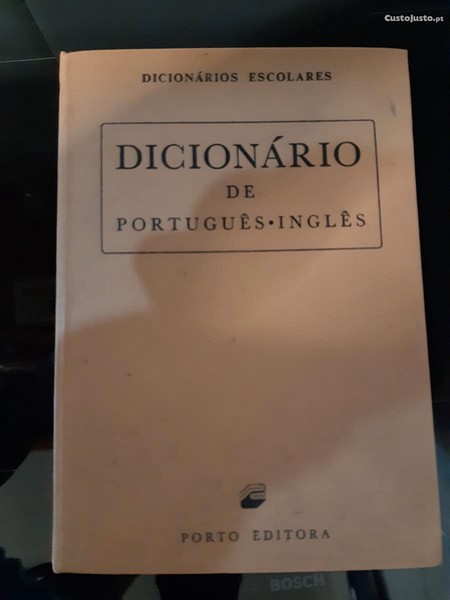 CustoJusto.pt
DICIONÁRIOS ESCOLARES
DICIONÁRIO
DE
PORTUGUÊS • INGLÊS
PORTO EDITORA
BOSCH